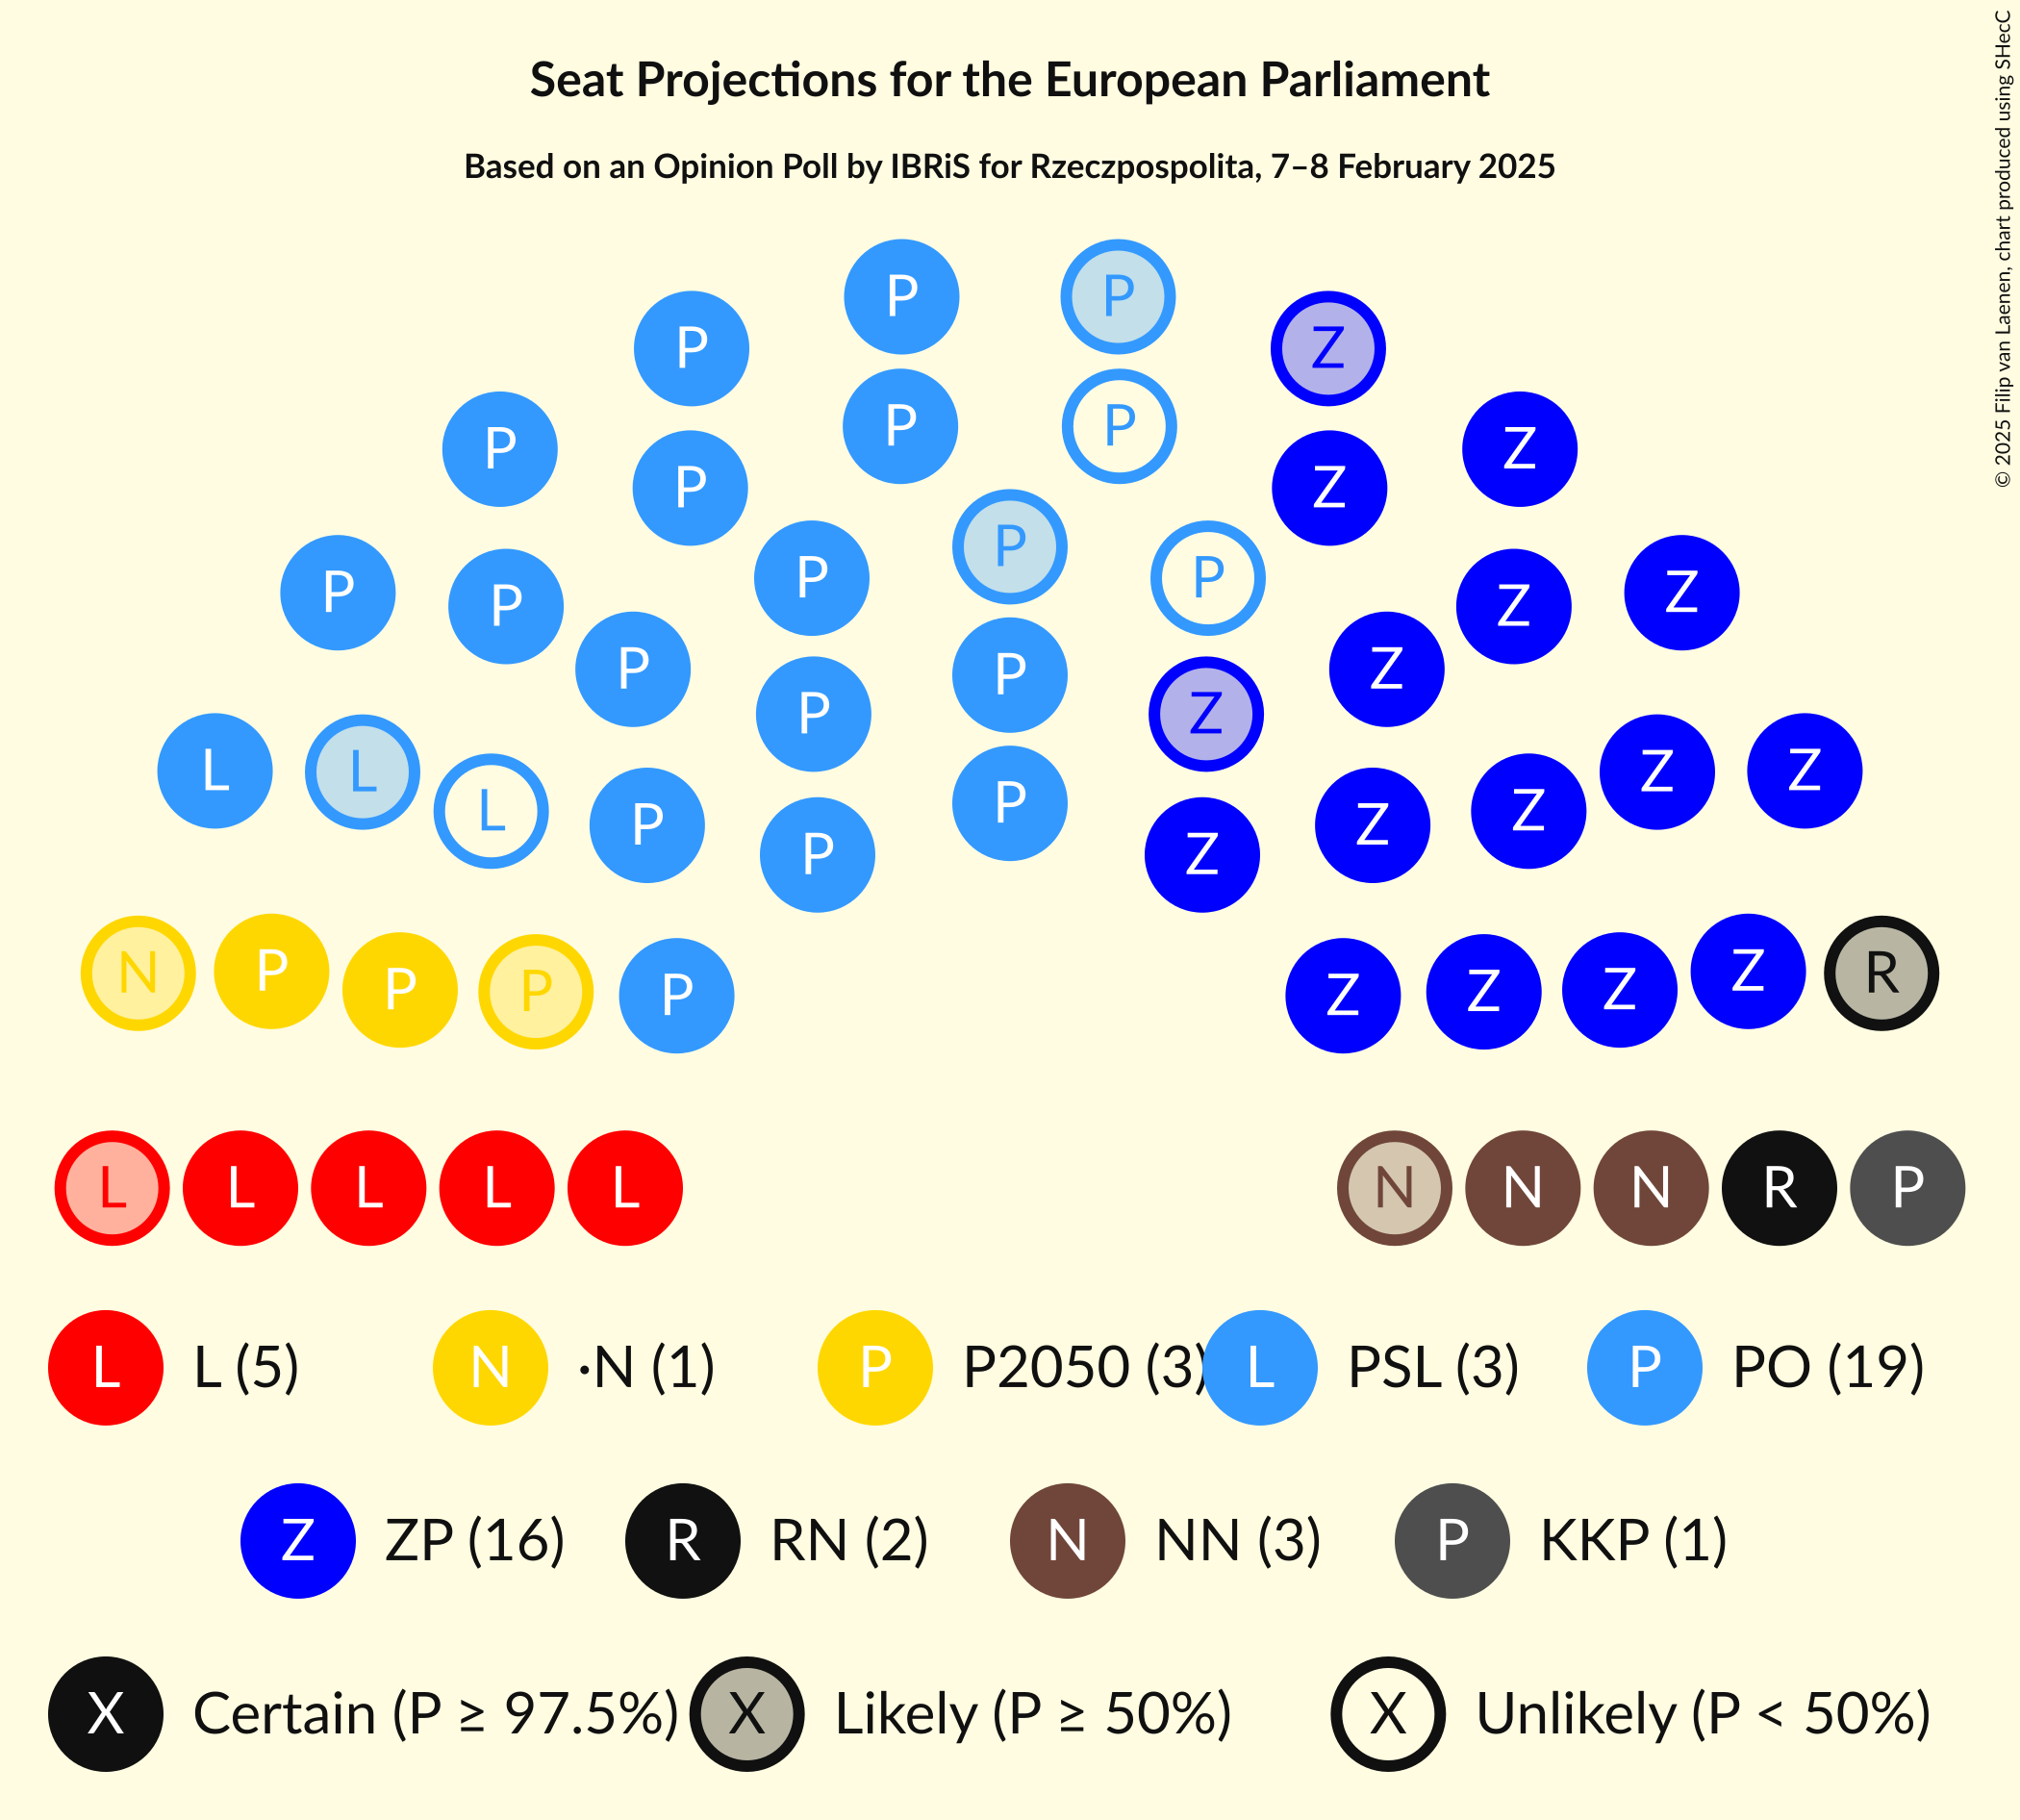 Seat Projections for the European Parliament
Based on an Opinion Poll by IBRiS for Rzeczpospolita, 7–8 February 2025
© 2025 Filip van Laenen, chart produced using SHecC
P P
P Z
P P P Z
P Z
P P P
P P Z Z
P P Z
P Z
L L L P P P Z Z Z Z Z
P Z
N P P P P Z Z Z Z R
L L L L L N N N R P
L L (5) N ·N (1) P P2050 (3) L PSL (3) P PO (19)
Z ZP (16) R RN (2) N NN (3) P KKP (1)
X Certain (P ≥ 97.5%) X Likely (P ≥ 50%) X Unlikely (P < 50%)